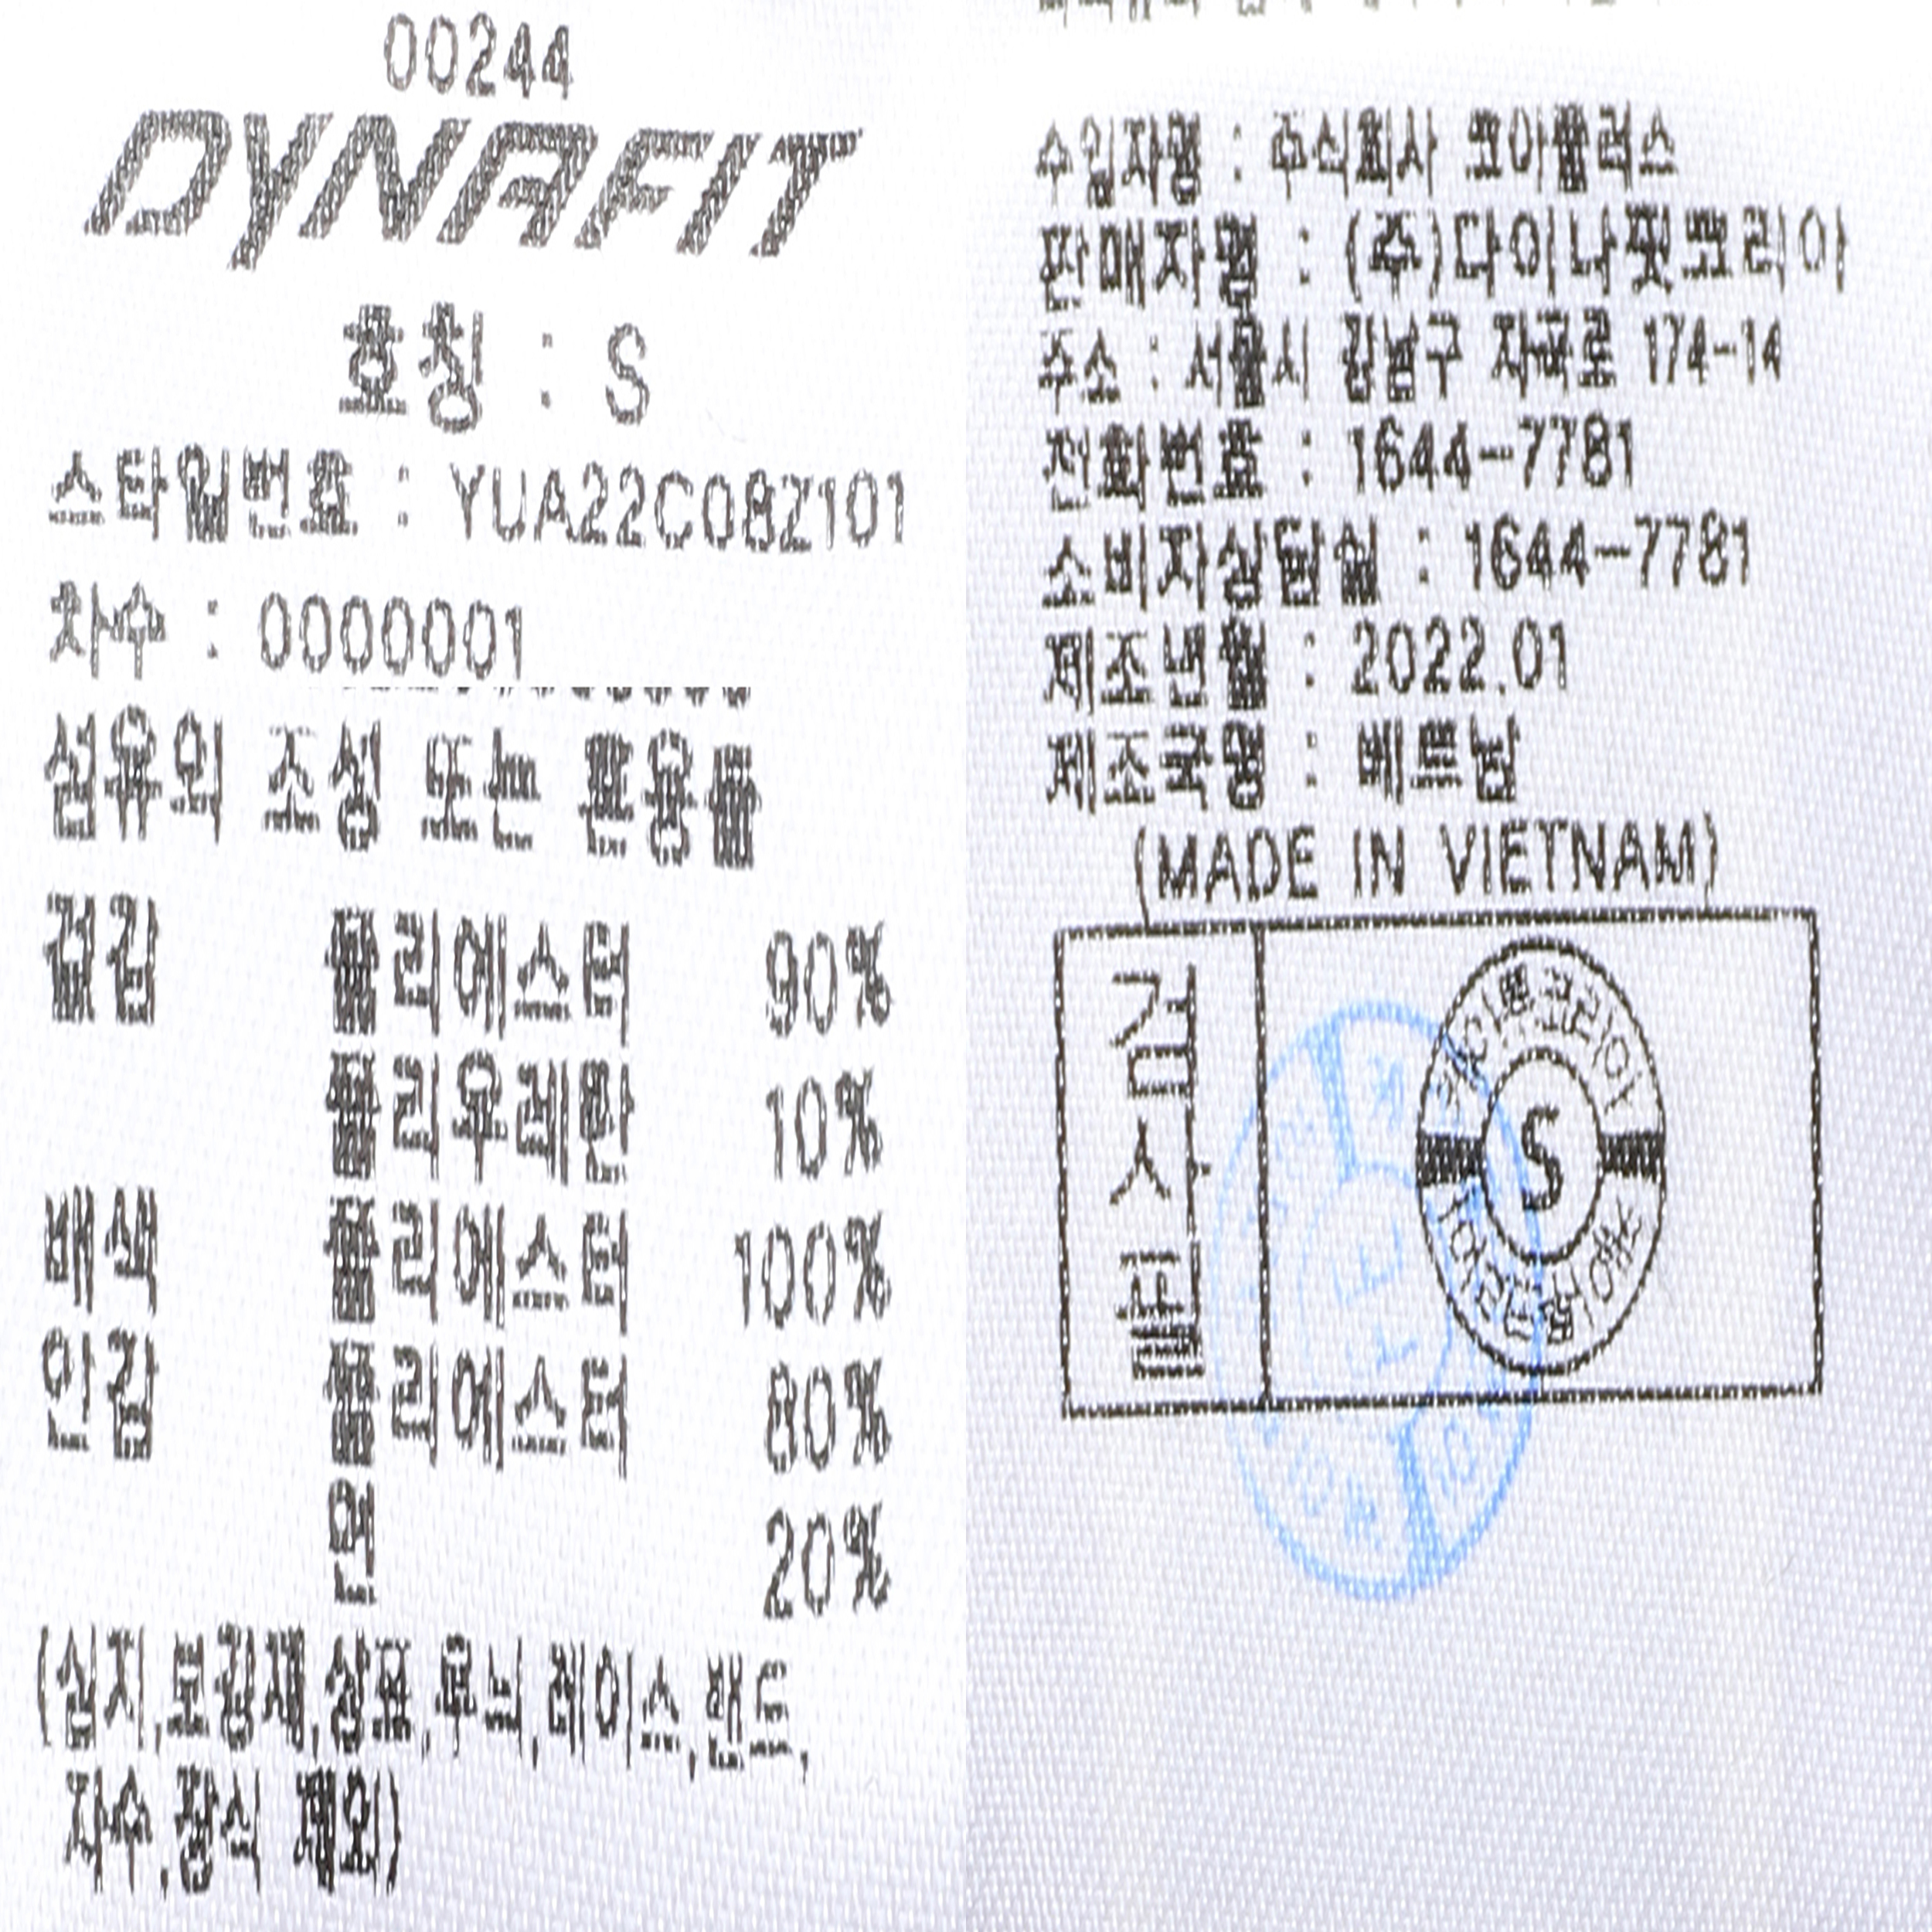 00244
DYNAFIT
호칭 : S
스타일번호 : YUA22C08Z101
차수 : 0000001
섬유의 조성 또는 혼용률
겉감 폴리에스터 90%
폴리우레탄 10%
배색 폴리에스터 100%
안감 폴리에스터 80%
면 20%
(심지,보강재,상표,무늬,레이스,밴드,
자수,장식 제외)
수입자명 : 주식회사 코아플러스
판매자명 : (주)다이나핏코리아
주소 : 서울시 강남구 자곡로 174-14
전화번호 : 1644-7781
소비자상담실 : 1644-7781
제조년월 : 2022.01
제조국명 : 베트남
(MADE IN VIETNAM)
검사필
S